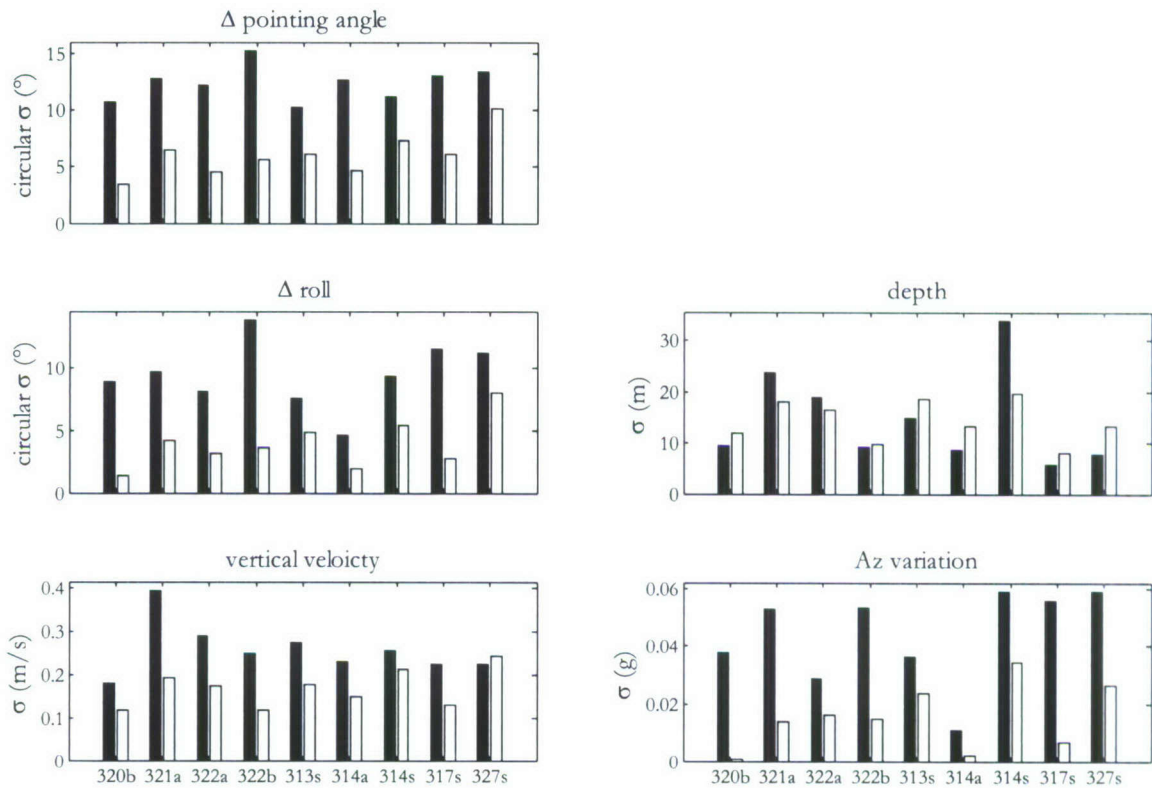 Δ pointing angle
15
10
5
0
circular σ (°)
Δ roll
10
5
0
circular σ (°)
depth
30
20
10
0
σ (m)
vertical veloicty
0.4
0.3
0.2
0.1
0
σ (m/s)
320b 321a 322a 322b 313s 314a 314s 317s 327s
Az variation
0.06
0.04
0.02
0
σ (g)
320b 321a 322a 322b 313s 314a 314s 317s 327s